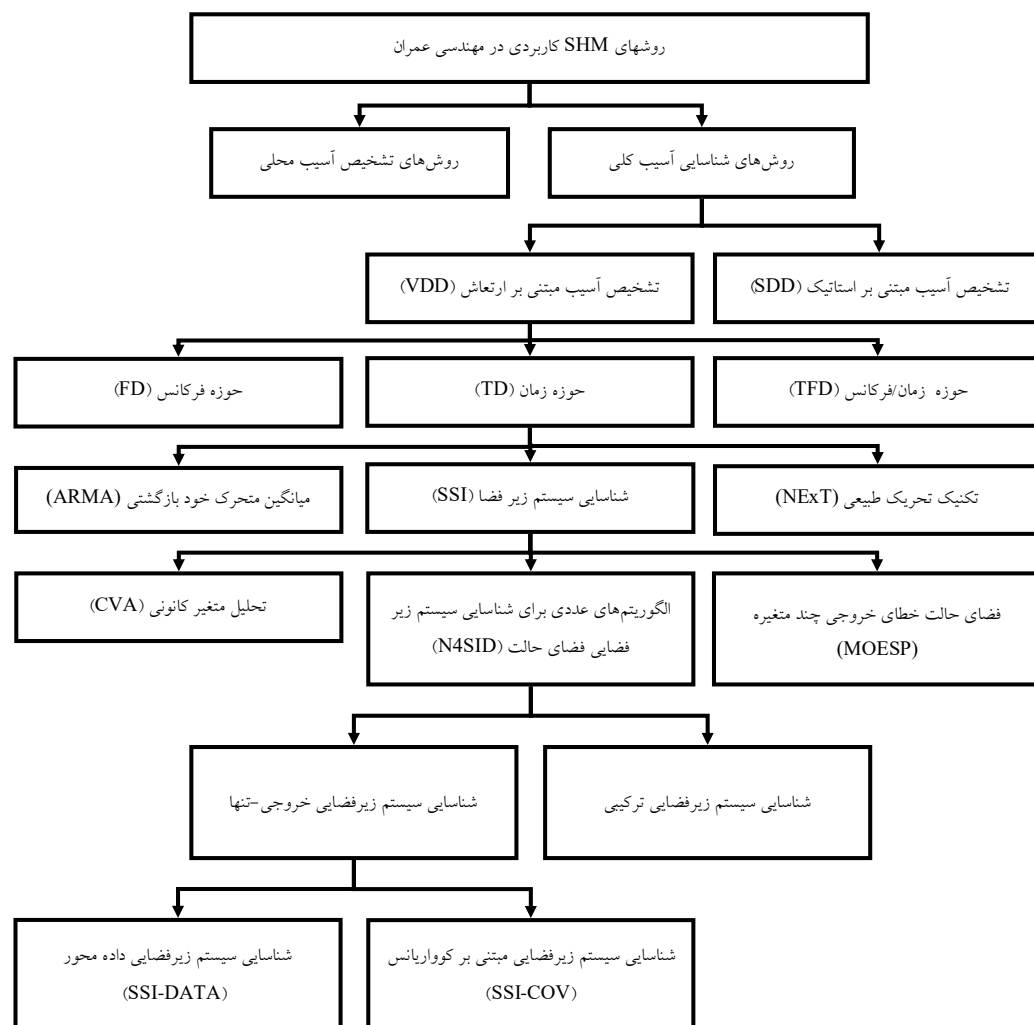 روشهای SHM کاربردی در مهندسی عمران
روش‌های شناسایی آسیب کلی
روش‌های تشخیص آسیب محلی
تشخیص آسیب مبتنی بر استاتیک (SDD)
تشخیص آسیب مبتنی بر ارتعاش (VDD)
حوزه زمان/فرکانس (TFD)
حوزه زمان (TD)
حوزه فرکانس (FD)
تکنیک تحریک طبیعی (NExT)
شناسایی سیستم زیر فضا (SSI)
میانگین متحرک خود بازگشتی (ARMA)
فضای حالت خطای خروجی چند متغیره
(MOESP)
الگوریتم‌های عددی برای شناسایی سیستم زیر
فضایی فضای حالت (N4SID)
تحلیل متغیر کانونی (CVA)
شناسایی سیستم زیرفضایی ترکیبی
شناسایی سیستم زیرفضایی خروجی-تنها
شناسایی سیستم زیرفضایی مبتنی بر کوواریانس
(SSI-COV)
شناسایی سیستم زیرفضایی داده محور
(SSI-DATA)